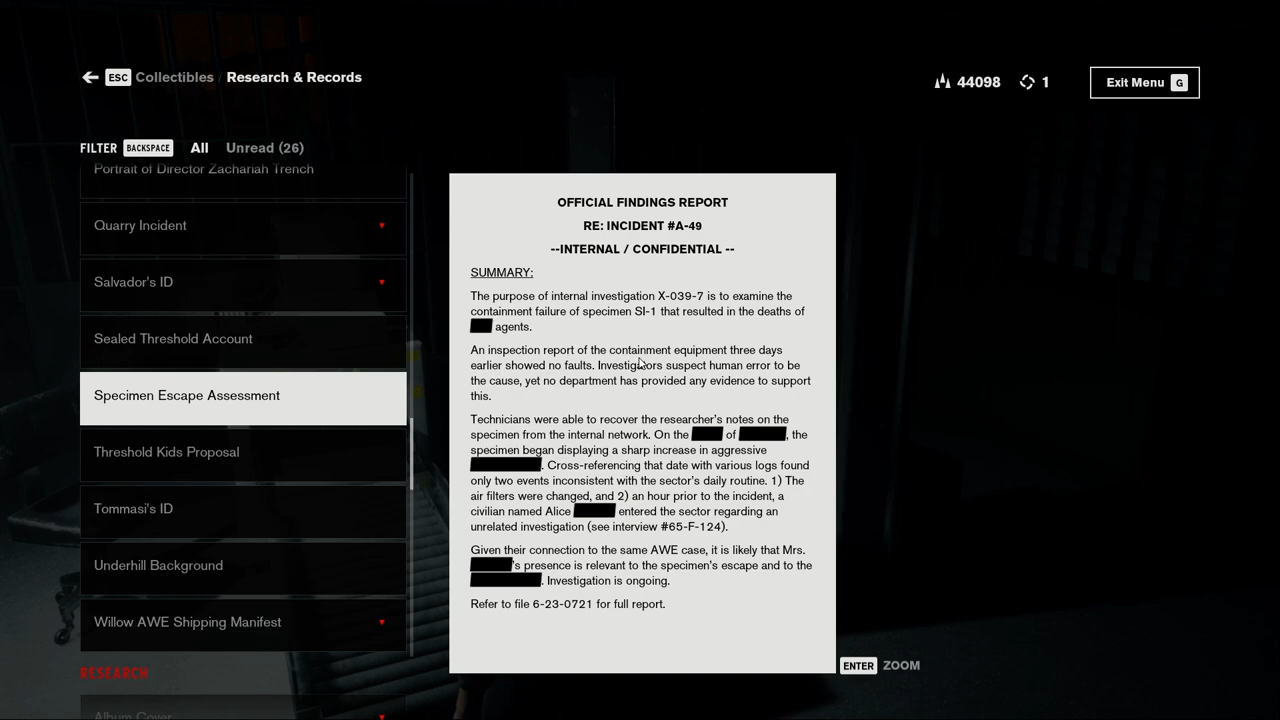 ESC Collectibles / Research & Records
44098 1 Exit Menu G
FILTER BACKSPACE All Unread (26)
Portrait of Director Zachariah Trench
Quarry Incident
Salvador's ID
Sealed Threshold Account
Specimen Escape Assessment
Threshold Kids Proposal
Tommasi's ID
Underhill Background
Willow AWE Shipping Manifest
RESEARCH
Album Cover
OFFICIAL FINDINGS REPORT
RE: INCIDENT #A-49
--INTERNAL / CONFIDENTIAL --
SUMMARY:
The purpose of internal investigation X-039-7 is to examine the
containment failure of specimen SI-1 that resulted in the deaths of
agents.
An inspection report of the containment equipment three days
earlier showed no faults. Investigators suspect human error to be
the cause, yet no department has provided any evidence to support
this.
Technicians were able to recover the researcher's notes on the
specimen from the internal network. On the of , the
specimen began displaying a sharp increase in aggressive
. Cross-referencing that date with various logs found
only two events inconsistent with the sector's daily routine. 1) The
air filters were changed, and 2) an hour prior to the incident, a
civilian named Alice entered the sector regarding an
unrelated investigation (see interview #65-F-124).
Given their connection to the same AWE case, it is likely that Mrs.
's presence is relevant to the specimen's escape and to the
. Investigation is ongoing.
Refer to file 6-23-0721 for full report.
ENTER ZOOM